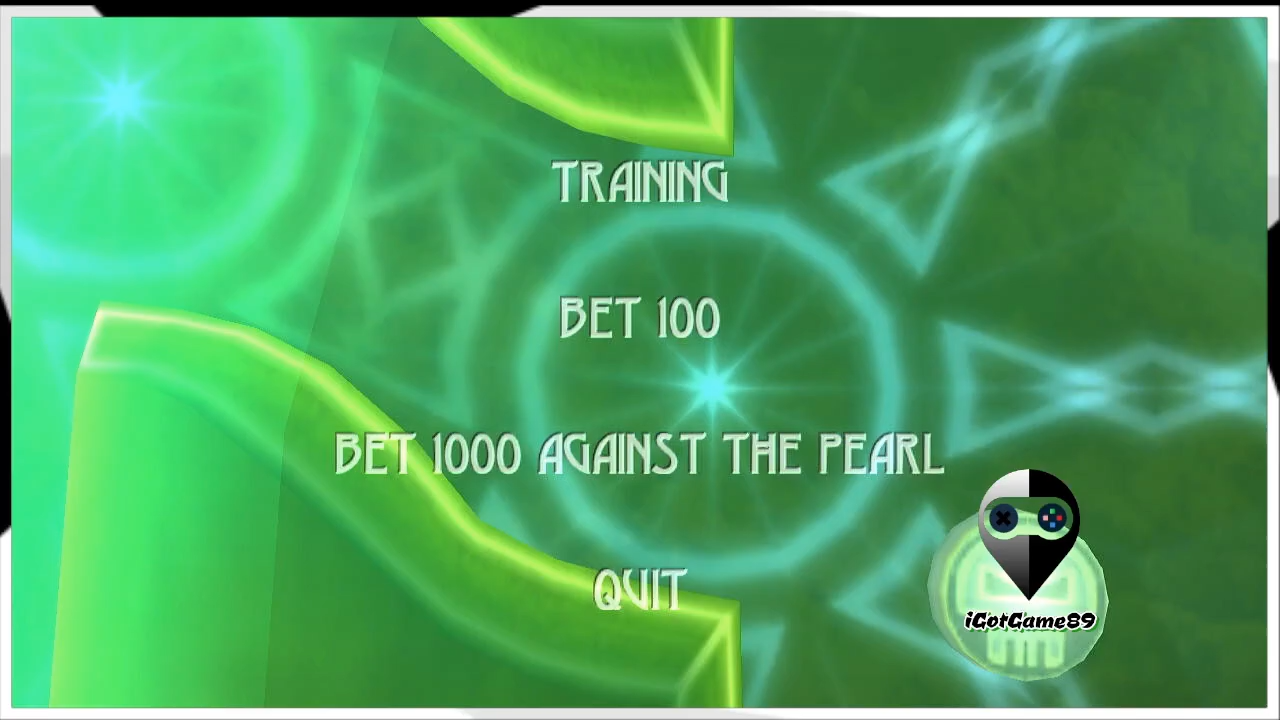 TRAINING
BET 100
BET 1000 AGAINST THE PEARL
QUIT
iGotGame89